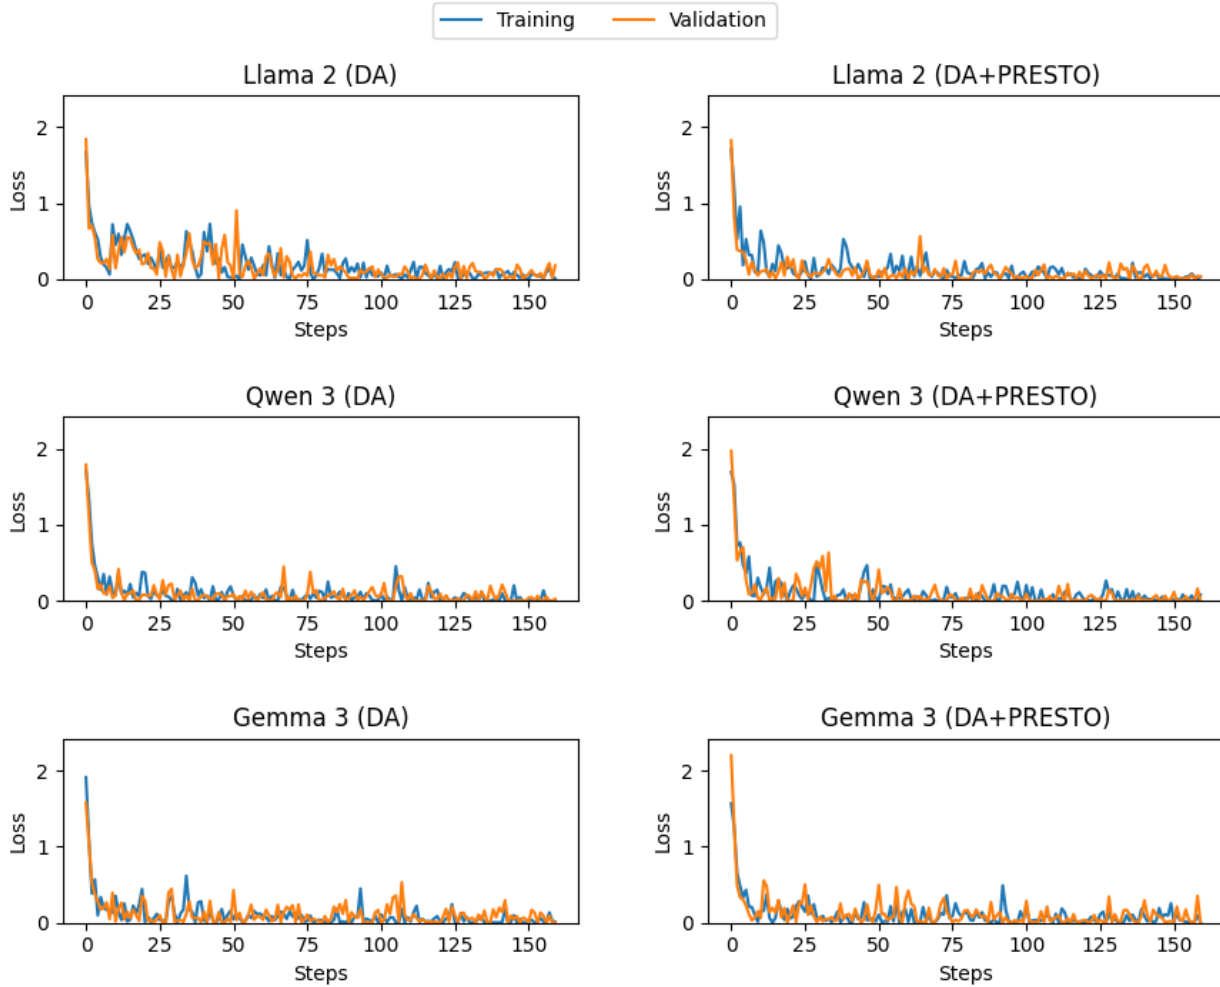 Training Validation
Llama 2 (DA)
2
1
0
Loss
0 25 50 75 100 125 150
Steps
Llama 2 (DA+PRESTO)
2
1
0
Loss
0 25 50 75 100 125 150
Steps
Qwen 3 (DA)
2
1
0
Loss
0 25 50 75 100 125 150
Steps
Qwen 3 (DA+PRESTO)
2
1
0
Loss
0 25 50 75 100 125 150
Steps
Gemma 3 (DA)
2
1
0
Loss
0 25 50 75 100 125 150
Steps
Gemma 3 (DA+PRESTO)
2
1
0
Loss
0 25 50 75 100 125 150
Steps